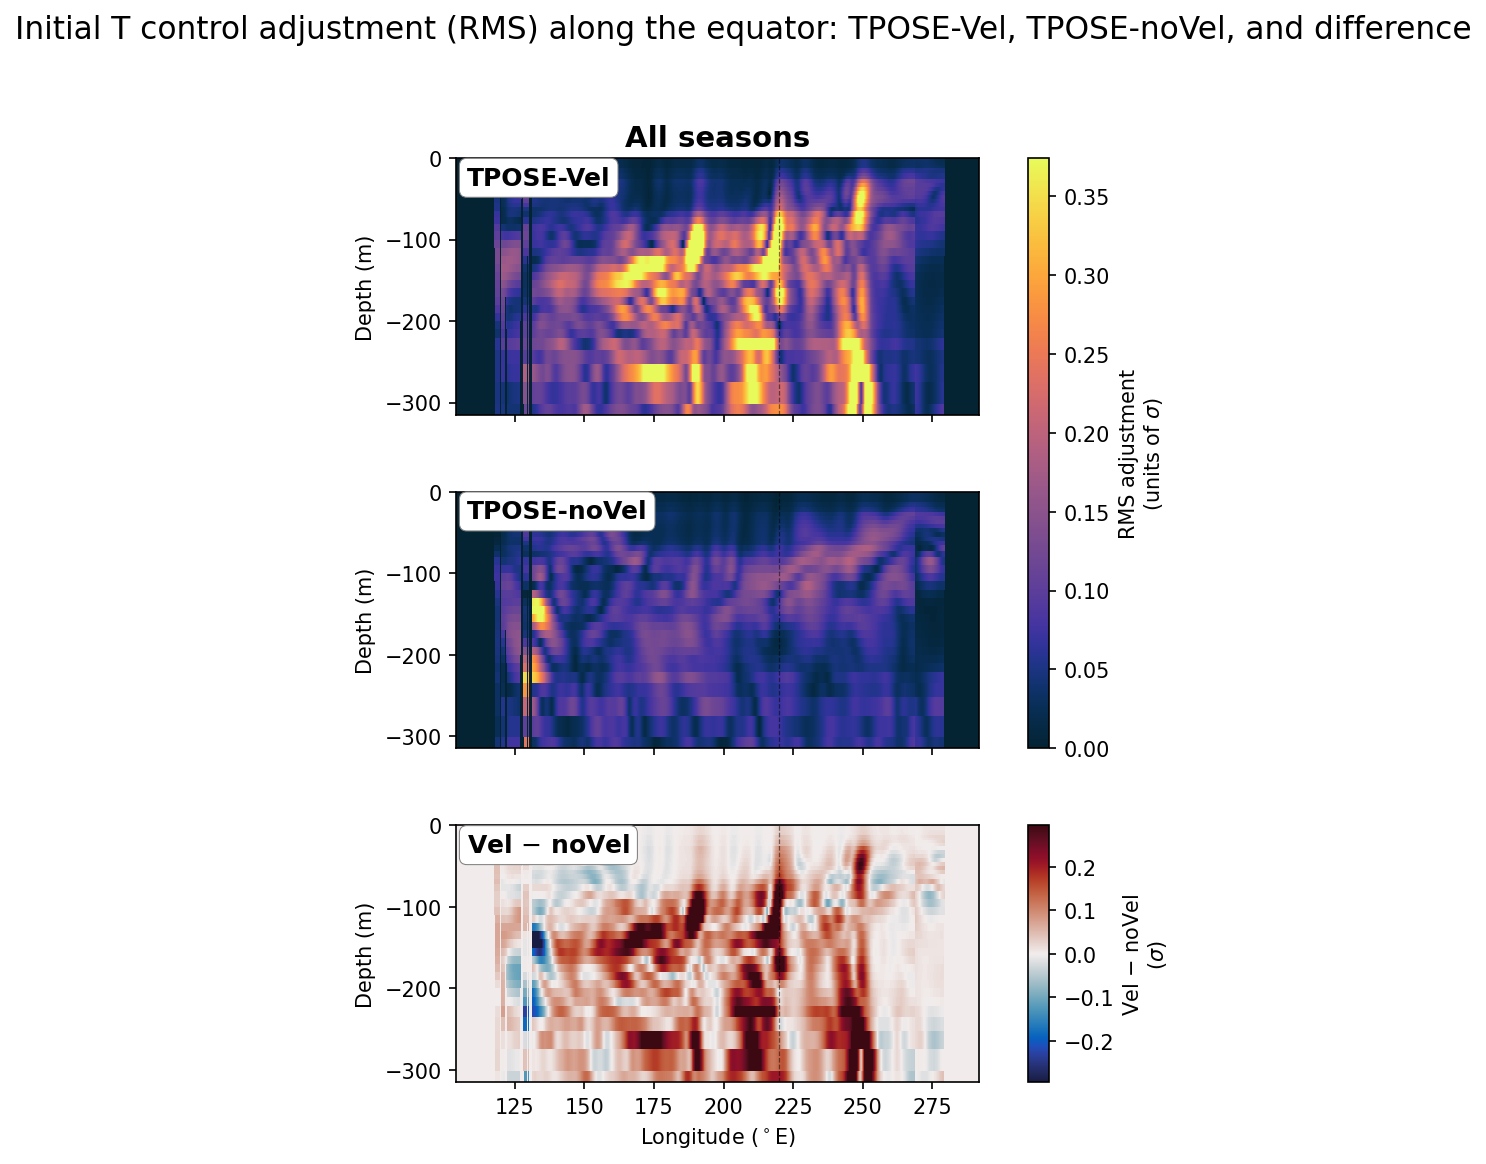 Initial T control adjustment (RMS) along the equator: TPOSE-Vel, TPOSE-noVel, and difference
All seasons
TPOSE-Vel
0
−100
−200
−300
Depth (m)
TPOSE-noVel
0
−100
−200
−300
Depth (m)
0.35
0.30
0.25
0.20
0.15
0.10
0.05
0.00
RMS adjustment
(units of σ)
Vel − noVel
0
−100
−200
−300
Depth (m)
125 150 175 200 225 250 275
Longitude (°E)
0.2
0.1
0.0
−0.1
−0.2
Vel − noVel
(σ)